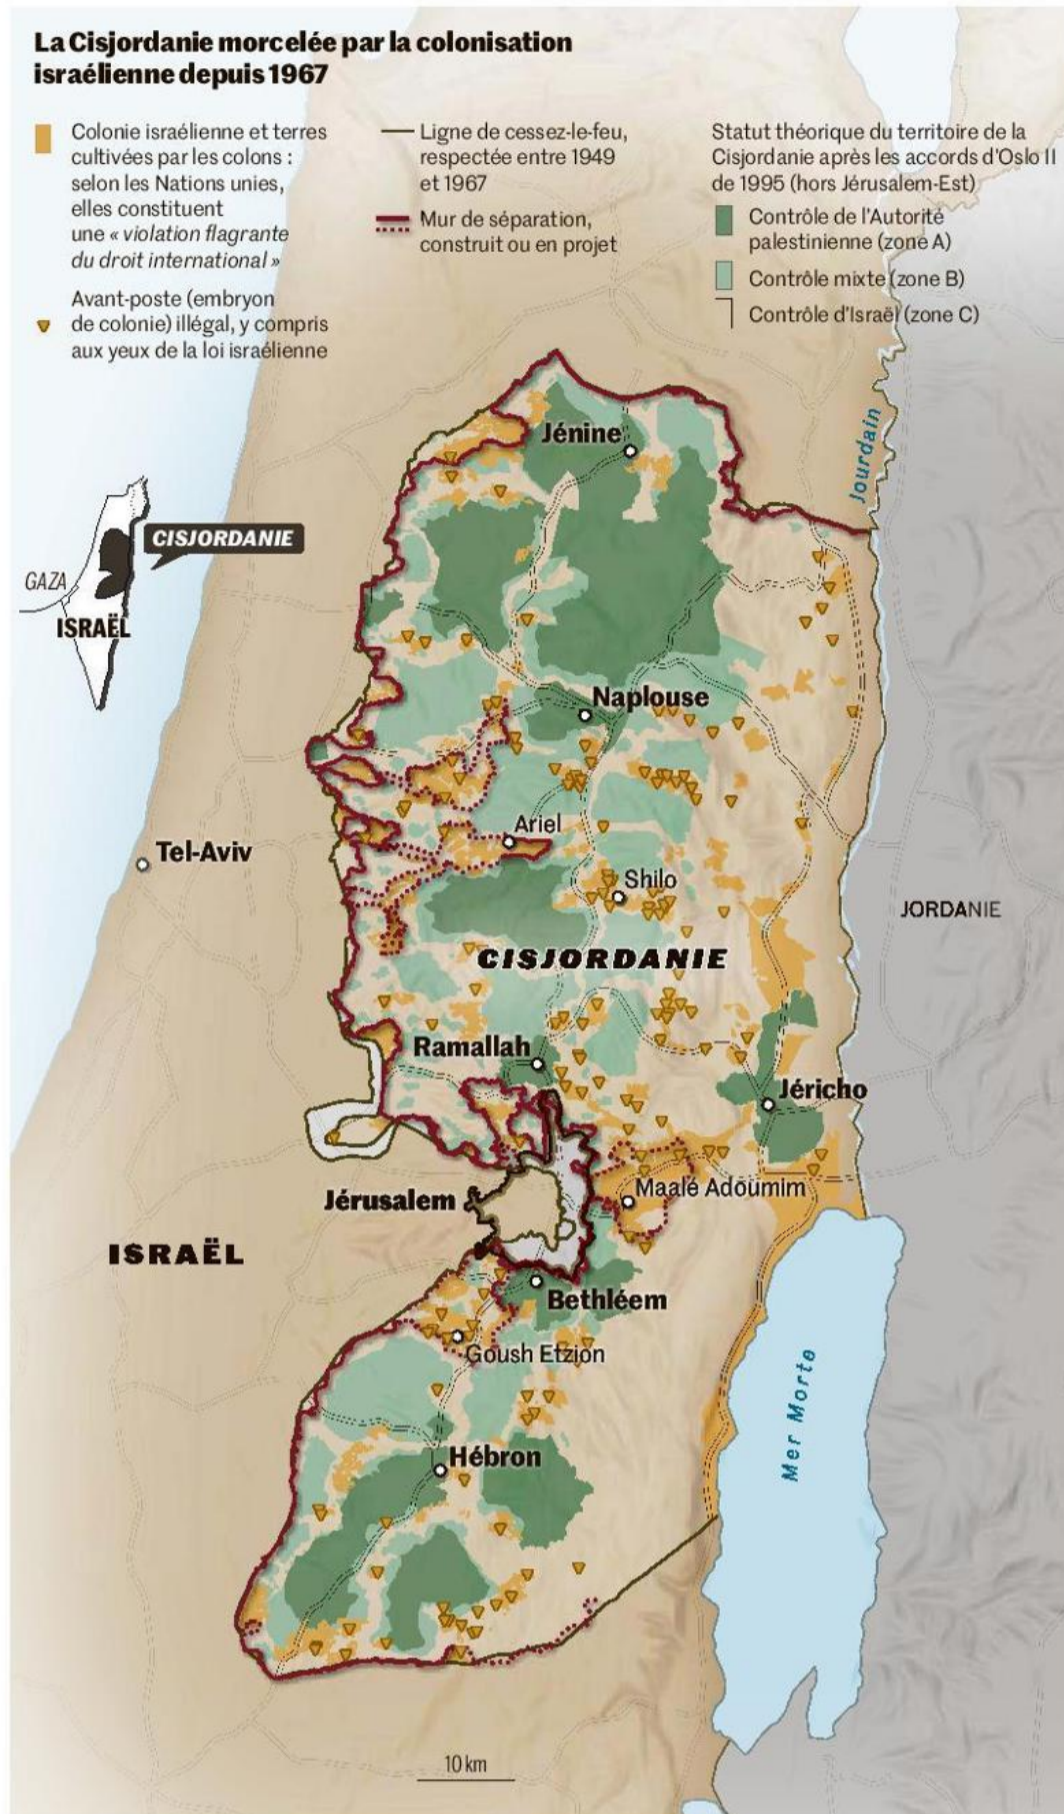 La Cisjordanie morcelée par la colonisation
israélienne depuis 1967
Colonie israélienne et terres
cultivées par les colons :
selon les Nations unies,
elles constituent
une « violation flagrante
du droit international »
Avant-poste (embryon
de colonie) illégal, y compris
aux yeux de la loi israélienne
Ligne de cessez-le-feu,
respectée entre 1949
et 1967
Mur de séparation,
construit ou en projet
Statut théorique du territoire de la
Cisjordanie après les accords d'Oslo II
de 1995 (hors Jérusalem-Est)
Contrôle de l'Autorité
palestinienne (zone A)
Contrôle mixte (zone B)
Contrôle d'Israël (zone C)
Jourdain
Jénine
CISJORDANIE
GAZA
ISRAËL
Naplouse
Ariel
Tel-Aviv
Shilo
JORDANIE
CISJORDANIE
Ramallah
Jéricho
Maalé Adoumim
Jérusalem
ISRAËL
Bethléem
Goush Etzion
Mer Morte
Hébron
10 km